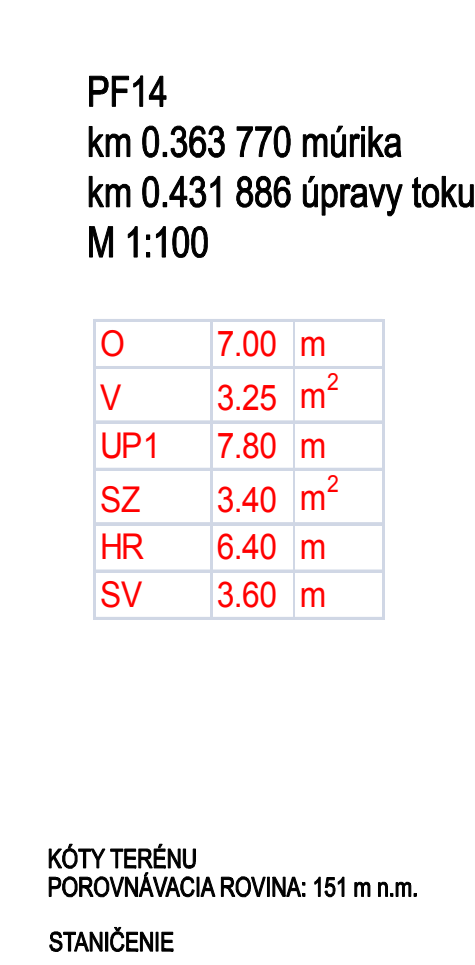 PF14
km 0.363 770 múrika
km 0.431 886 úpravy toku
M 1:100
O 7.00 m
V 3.25 m²
UP1 7.80 m
SZ 3.40 m²
HR 6.40 m
SV 3.60 m
KÓTY TERÉNU
POROVNÁVACIA ROVINA: 151 m n.m.
STANIČENIE